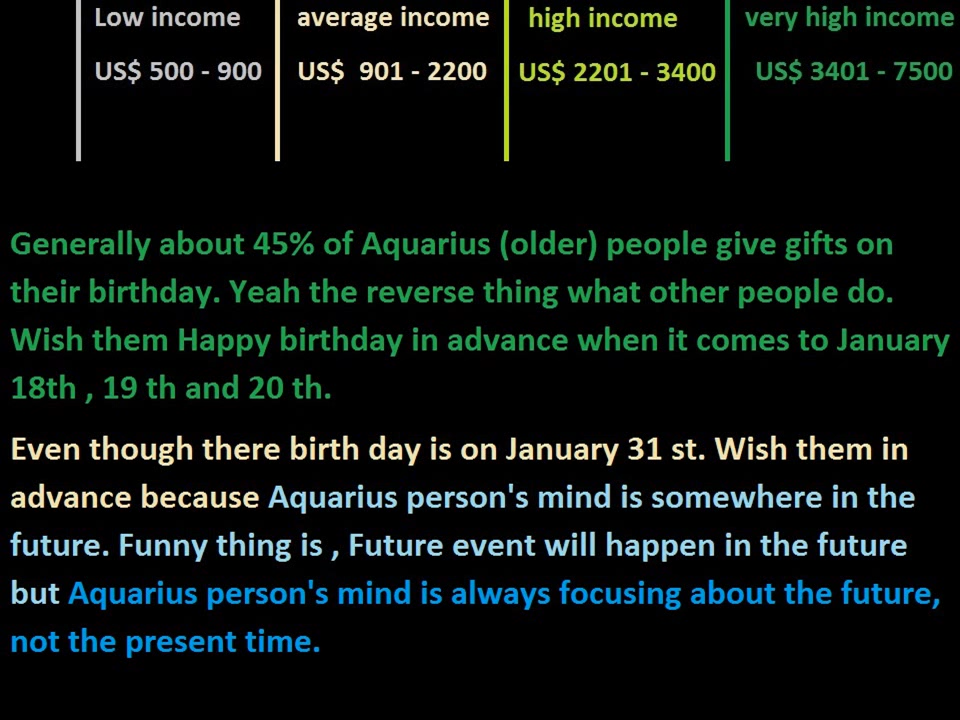 Low income average income high income very high income
US$ 500 - 900 US$ 901 - 2200 US$ 2201 - 3400 US$ 3401 - 7500
Generally about 45% of Aquarius (older) people give gifts on
their birthday. Yeah the reverse thing what other people do.
Wish them Happy birthday in advance when it comes to January
18th , 19 th and 20 th.
Even though there birth day is on January 31 st. Wish them in
advance because Aquarius person's mind is somewhere in the
future. Funny thing is , Future event will happen in the future
but Aquarius person's mind is always focusing about the future,
not the present time.